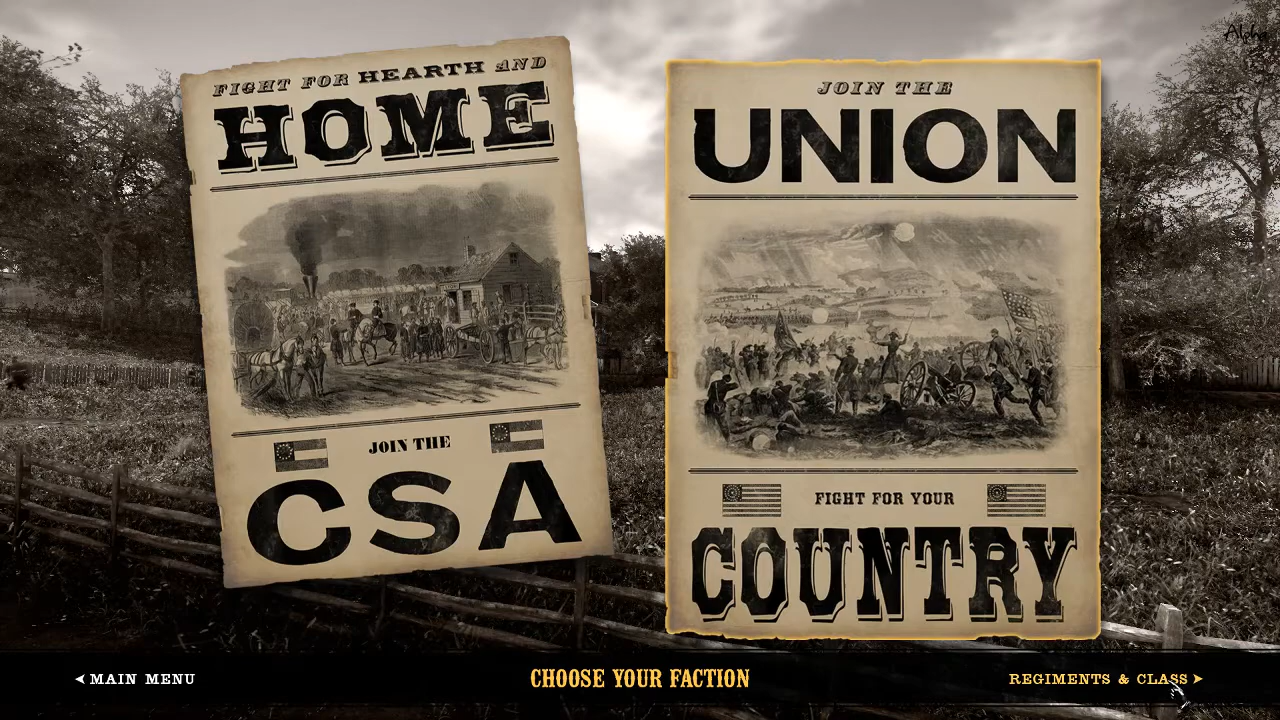 Alpha
FIGHT FOR HEARTH AND
HOME
JOIN THE
CSA
JOIN THE
UNION
FIGHT FOR YOUR
COUNTRY
MAIN MENU
CHOOSE YOUR FACTION
REGIMENTS & CLASS